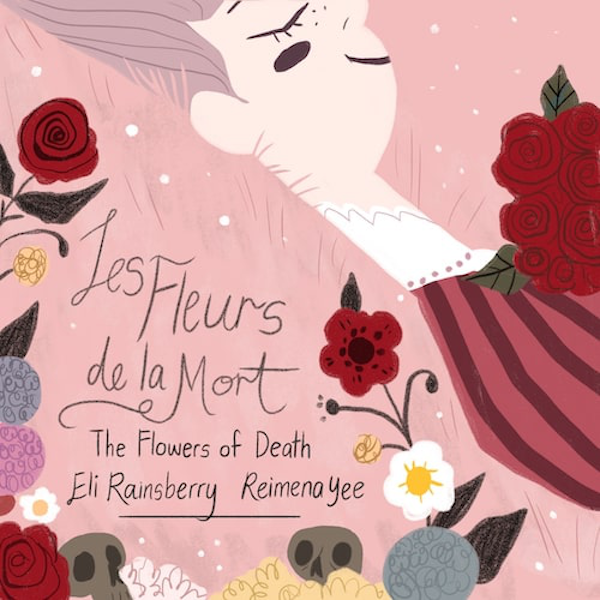 Les Fleurs
de la Mort
The Flowers of Death
Eli Rainsberry Reimena Yee